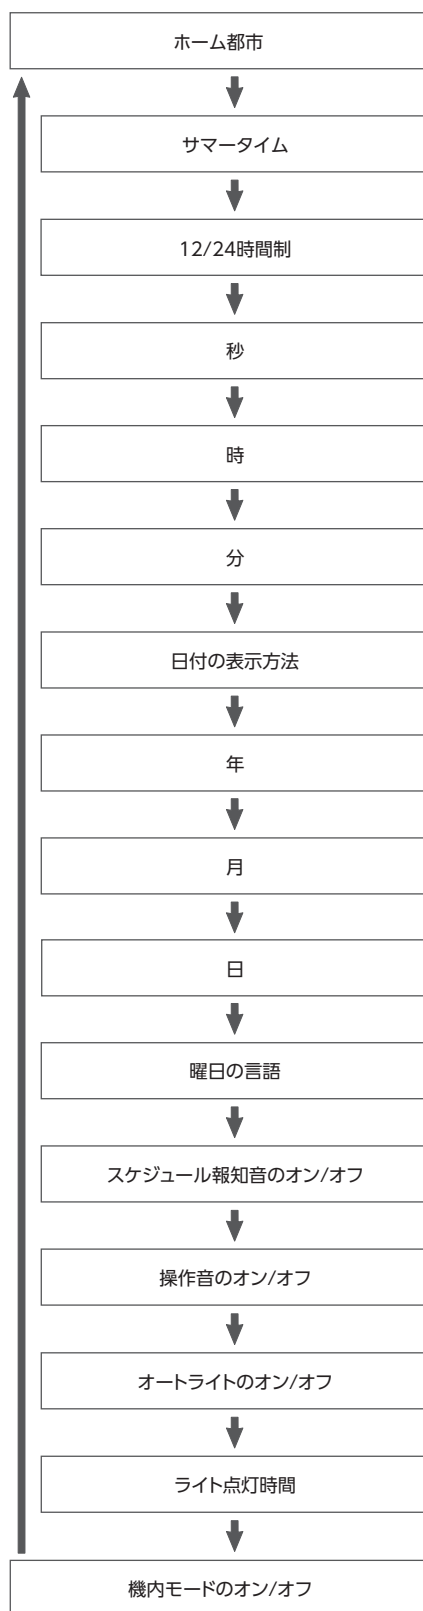 ホーム都市
サマータイム
12/24時間制
秒
時
分
日付の表示方法
年
月
日
曜日の言語
スケジュール報知音のオン/オフ
操作音のオン/オフ
オートライトのオン/オフ
ライト点灯時間
機内モードのオン/オフ